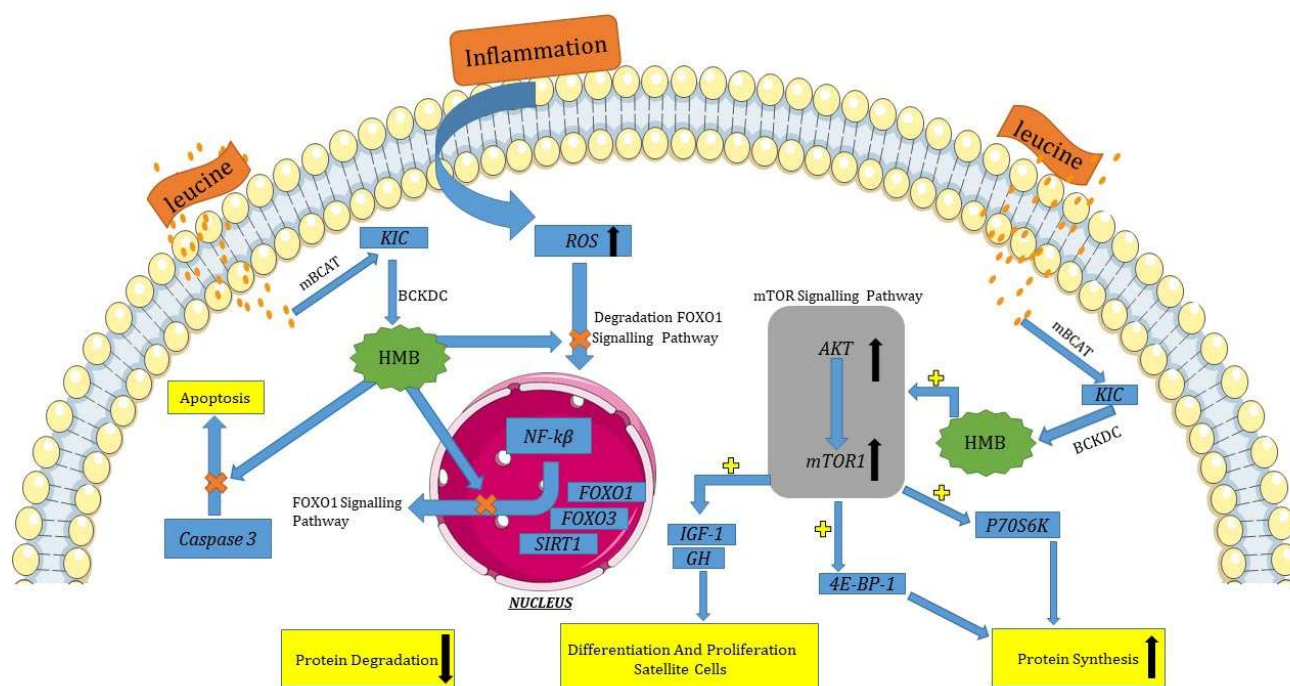 Inflammation
leucine
leucine
KIC
ROS
mBCAT
BCKDC
Degradation FOXO1
Signalling Pathway
mTOR Signalling Pathway
HMB
AKT
mBCAT
KIC
Apoptosis
BCKDC
HMB
NF-kβ
mTOR1
FOXO1 Signalling
Pathway
FOXO1
FOXO3
SIRT1
Caspase 3
IGF-1
GH
P70S6K
4E-BP-1
NUCLEUS
Protein Degradation
Differentiation And Proliferation
Satellite Cells
Protein Synthesis